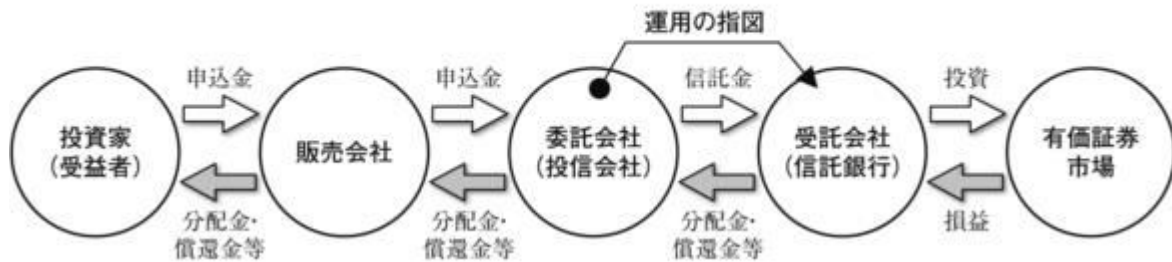 運用の指図
申込金
申込金
信託金
投資
投資家
(受益者)
販売会社
委託会社
(投信会社)
受託会社
(信託銀行)
有価証券
市場
分配金・
償還金等
分配金・
償還金等
分配金・
償還金等
損益